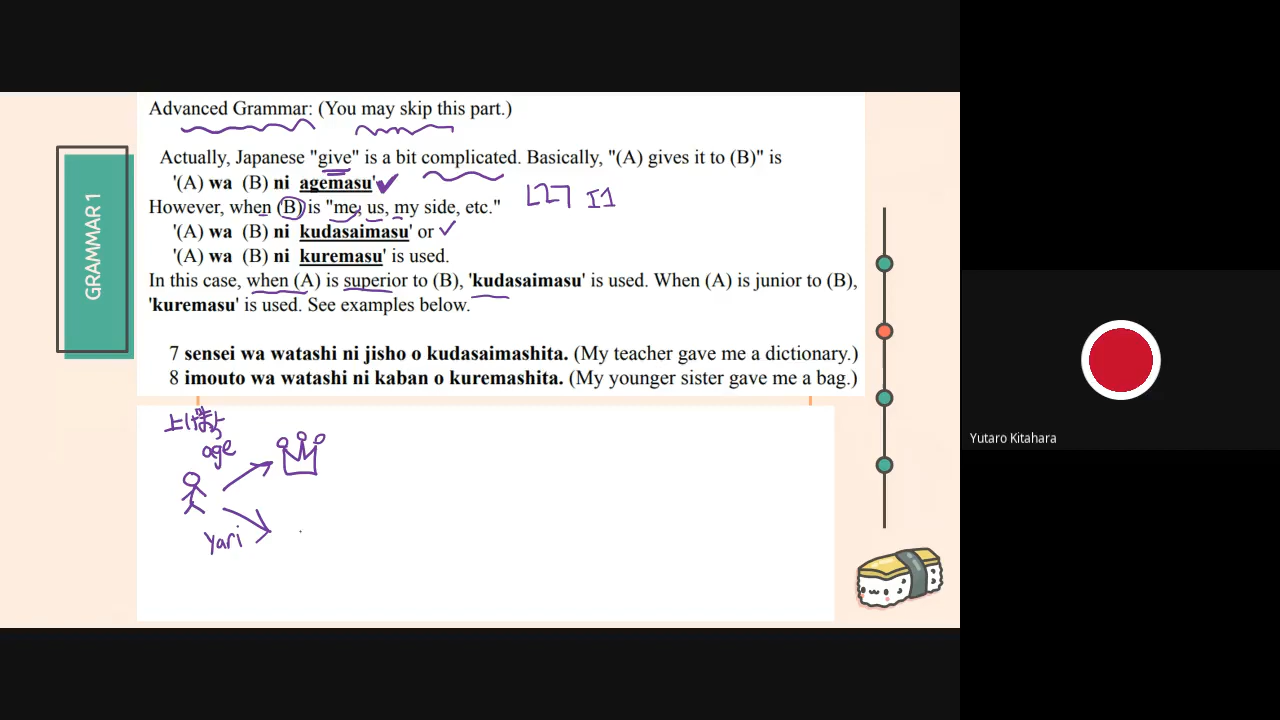 GRAMMAR 1
Advanced Grammar: (You may skip this part.)
Actually, Japanese "give" is a bit complicated. Basically, "(A) gives it to (B)" is
'(A) wa (B) ni agemasu'
However, when (B) is "me, us, my side, etc."
L27 I1
'(A) wa (B) ni kudasaimasu' or
'(A) wa (B) ni kuremasu' is used.
In this case, when (A) is superior to (B), 'kudasaimasu' is used. When (A) is junior to (B),
'kuremasu' is used. See examples below.
7 sensei wa watashi ni jisho o kudasaimashita. (My teacher gave me a dictionary.)
8 imouto wa watashi ni kaban o kuremashita. (My younger sister gave me a bag.)
age
yari
Yutaro Kitahara